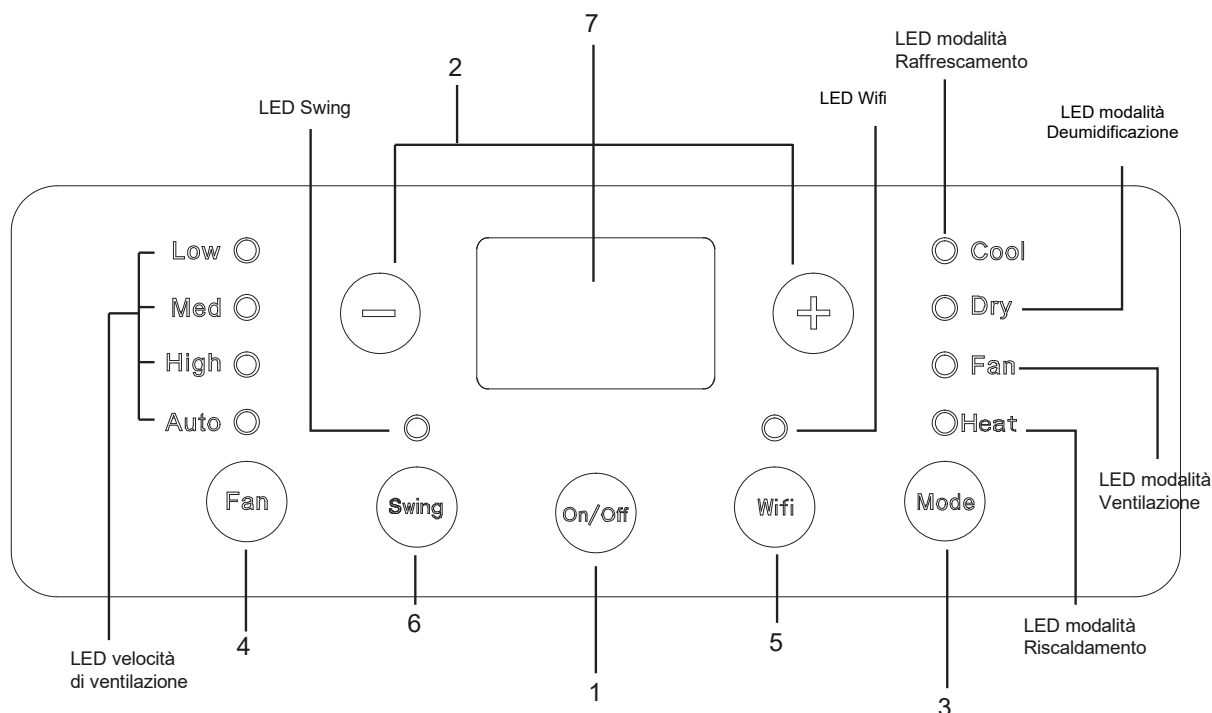 7
LED modalità
Raffrescamento
2
LED Swing
LED Wifi
LED modalità
Deumidificazione
Low
Cool
Med
Dry
High
Fan
Auto
Heat
Fan
Swing
On/Off
Wifi
Mode
LED modalità
Ventilazione
4
6
1
5
3
LED velocità
di ventilazione
LED modalità
Riscaldamento